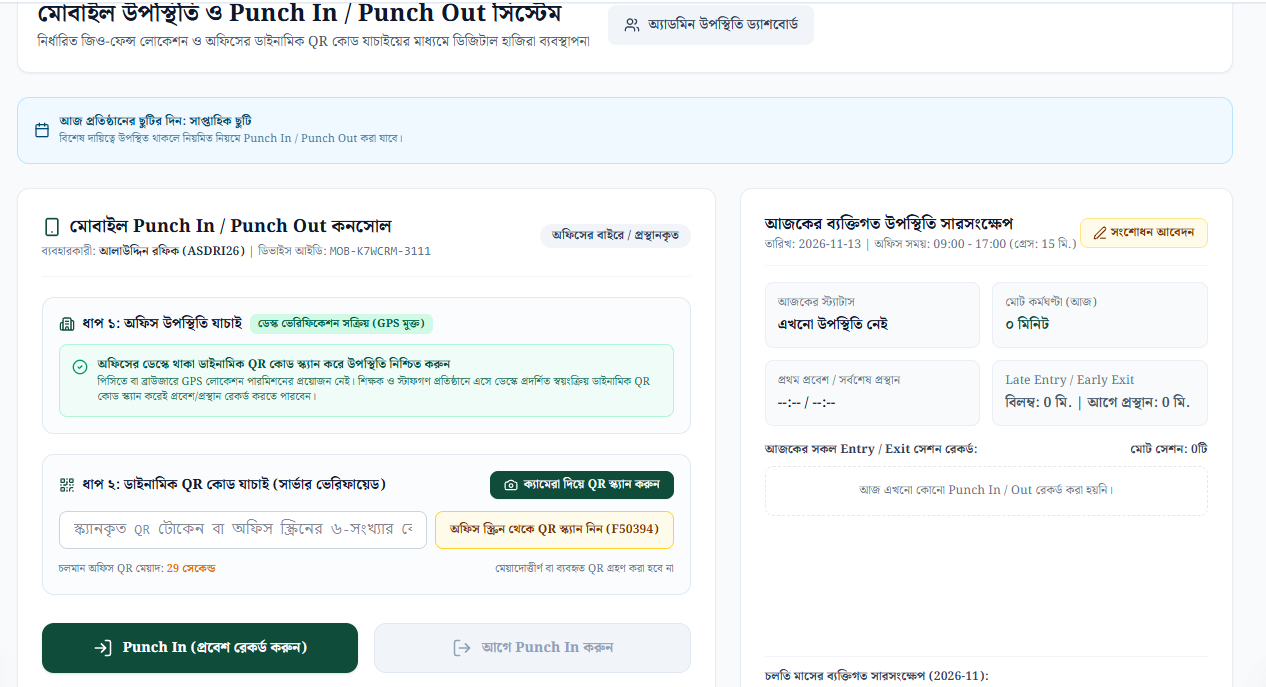 মোবাইল উপস্থিতি ও Punch In / Punch Out সিস্টেম
নির্ধারিত জিও-ফেন্স লোকেশন ও অফিসের ডাইনামিক QR কোড যাচাইয়ের মাধ্যমে ডিজিটাল হাজিরা ব্যবস্থাপনা
অ্যাডমিন উপস্থিতি ড্যাশবোর্ড
আজ প্রতিষ্ঠানের ছুটির দিন: সাপ্তাহিক ছুটি
বিশেষ দায়িত্বে উপস্থিত থাকলে নিয়মিত নিয়মে Punch In / Punch Out করা যাবে।
মোবাইল Punch In / Punch Out কনসোল
ব্যবহারকারী: আলাউদ্দিন রফিক (ASDRI26) | ডিভাইস আইডি: MOB-K7WCRM-3111
অফিসের বাইরে / প্রস্থানকৃত
ধাপ ১: অফিস উপস্থিতি যাচাই
ডেস্ক ভেরিফিকেশন সক্রিয় (GPS মুক্ত)
অফিসের ডেস্কে থাকা ডাইনামিক QR কোড স্ক্যান করে উপস্থিতি নিশ্চিত করুন
পিসিতে বা ব্রাউজারে GPS লোকেশন পারমিশনের প্রয়োজন নেই। শিক্ষক ও স্টাফগণ প্রতিষ্ঠানে এসে ডেস্কে প্রদর্শিত স্বয়ংক্রিয় ডাইনামিক QR
কোড স্ক্যান করেই প্রবেশ/প্রস্থান রেকর্ড করতে পারবেন।
ধাপ ২: ডাইনামিক QR কোড যাচাই (সার্ভার ভেরিফায়েড)
ক্যামেরা দিয়ে QR স্ক্যান করুন
স্ক্যানকৃত QR টোকেন বা অফিস স্ক্রিনের ৬-সংখ্যার কে
অফিস স্ক্রিন থেকে QR স্ক্যান নিন (F50394)
চলমান অফিস QR মেয়াদ: 29 সেকেন্ড
মেয়াদোত্তীর্ণ বা ব্যবহৃত QR গ্রহণ করা হবে না
Punch In (প্রবেশ রেকর্ড করুন)
আগে Punch In করুন
আজকের ব্যক্তিগত উপস্থিতি সারসংক্ষেপ
তারিখ: 2026-11-13 | অফিস সময়: 09:00 - 17:00 (গ্রেস: 15 মি.)
সংশোধন আবেদন
আজকের স্ট্যাটাস
এখনো উপস্থিতি নেই
মোট কর্মঘণ্টা (আজ)
০ মিনিট
প্রথম প্রবেশ / সর্বশেষ প্রস্থান
--:-- / --:--
Late Entry / Early Exit
বিলম্ব: 0 মি. | আগে প্রস্থান: 0 মি.
আজকের সকল Entry / Exit সেশন রেকর্ড:
মোট সেশন: 0টি
আজ এখনো কোনো Punch In / Out রেকর্ড করা হয়নি।
চলতি মাসের ব্যক্তিগত সারসংক্ষেপ (2026-11):